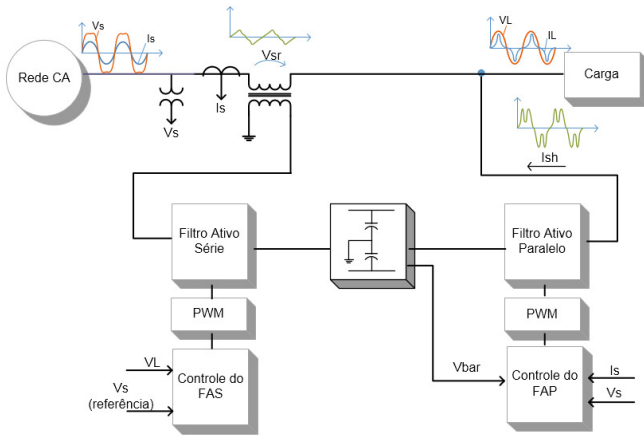 Vs
Is
Vsr
VL
IL
Rede CA
Carga
Is
Vs
Ish
Filtro Ativo
Série
Filtro Ativo
Paralelo
PWM
PWM
VL
Vs
(referência)
Controle do
FAS
Vbar
Controle do
FAP
Is
Vs